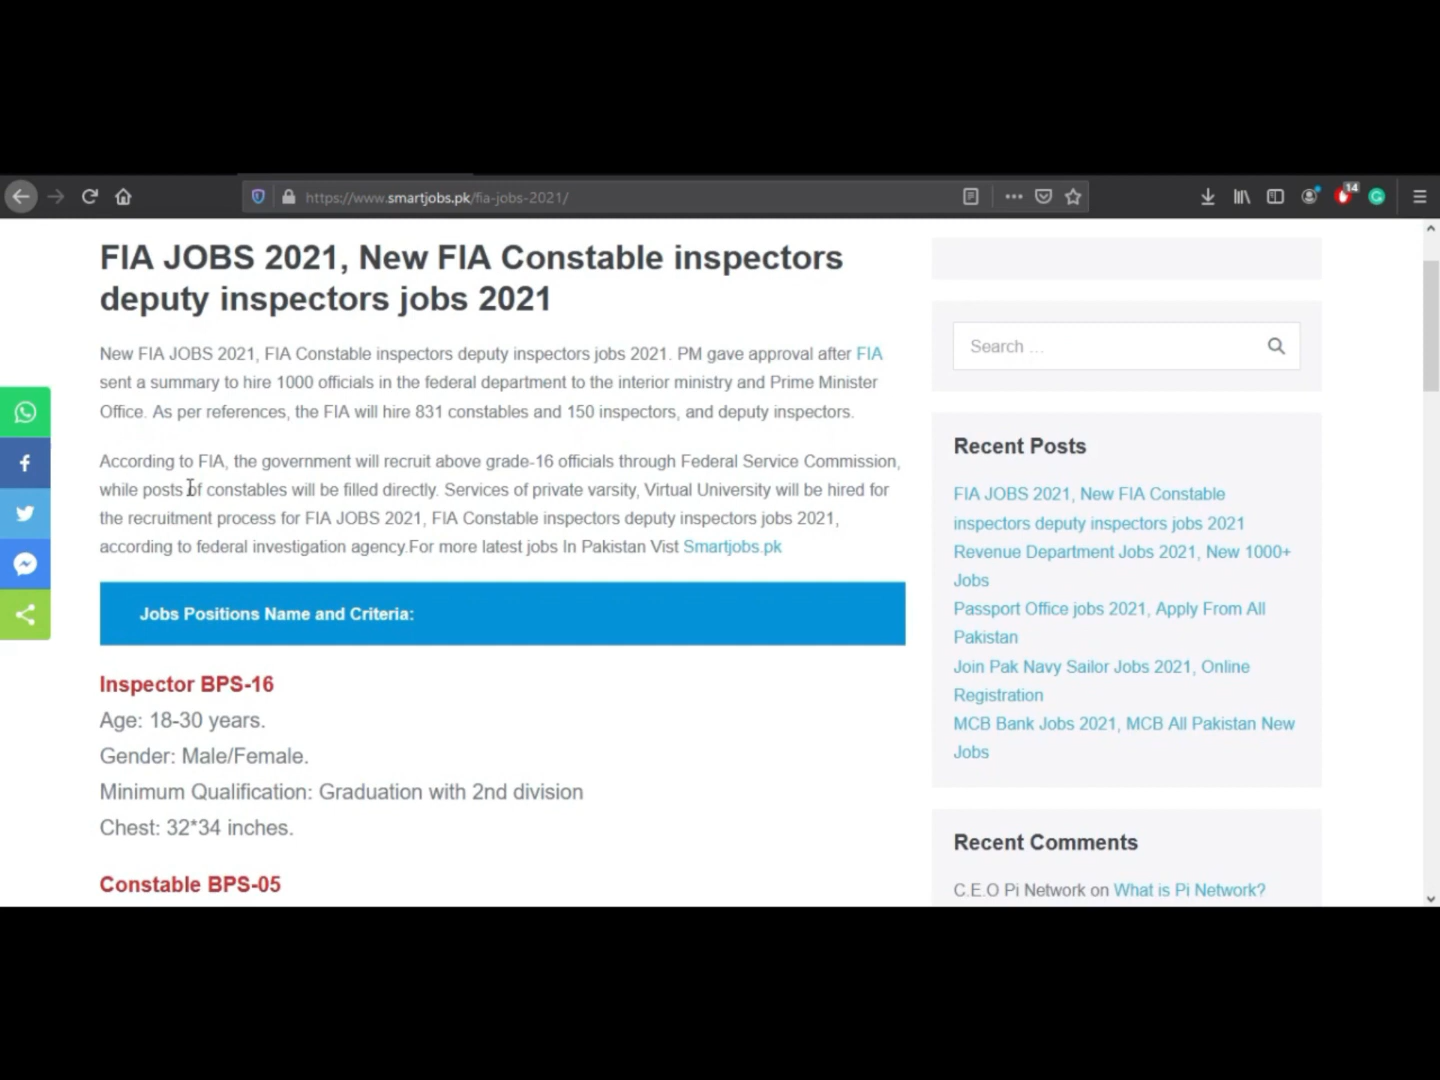 https://www.smartjobs.pk/fia-jobs-2021/
14
FIA JOBS 2021, New FIA Constable inspectors
deputy inspectors jobs 2021
New FIA JOBS 2021, FIA Constable inspectors deputy inspectors jobs 2021. PM gave approval after FIA
sent a summary to hire 1000 officials in the federal department to the interior ministry and Prime Minister
Office. As per references, the FIA will hire 831 constables and 150 inspectors, and deputy inspectors.
According to FIA, the government will recruit above grade-16 officials through Federal Service Commission,
while posts of constables will be filled directly. Services of private varsity, Virtual University will be hired for
the recruitment process for FIA JOBS 2021, FIA Constable inspectors deputy inspectors jobs 2021,
according to federal investigation agency.For more latest jobs In Pakistan Vist Smartjobs.pk
Jobs Positions Name and Criteria:
Inspector BPS-16
Age: 18-30 years.
Gender: Male/Female.
Minimum Qualification: Graduation with 2nd division
Chest: 32*34 inches.
Constable BPS-05
Search ...
Recent Posts
FIA JOBS 2021, New FIA Constable
inspectors deputy inspectors jobs 2021
Revenue Department Jobs 2021, New 1000+
Jobs
Passport Office jobs 2021, Apply From All
Pakistan
Join Pak Navy Sailor Jobs 2021, Online
Registration
MCB Bank Jobs 2021, MCB All Pakistan New
Jobs
Recent Comments
C.E.O Pi Network on What is Pi Network?